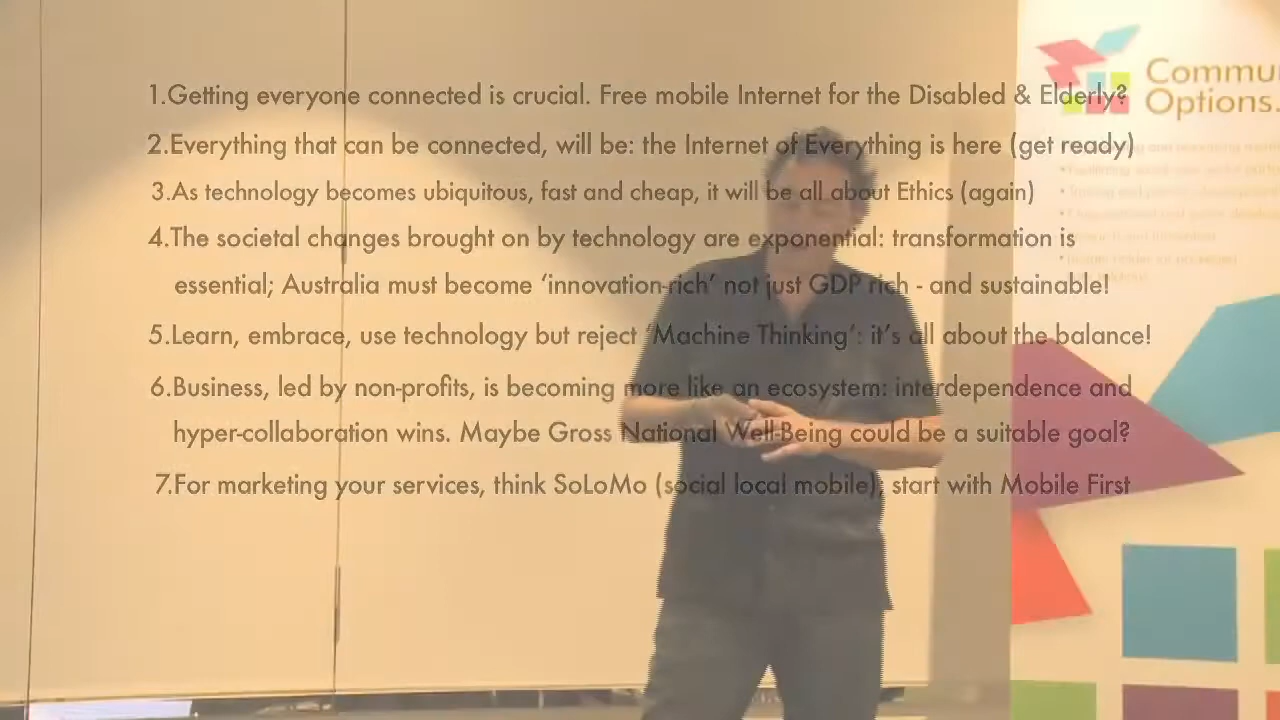 1.Getting everyone connected is crucial. Free mobile Internet for the Disabled & Elderly?
2.Everything that can be connected, will be: the Internet of Everything is here (get ready)
3.As technology becomes ubiquitous, fast and cheap, it will be all about Ethics (again)
4.The societal changes brought on by technology are exponential: transformation is
essential; Australia must become ‘innovation-rich’ not just GDP rich - and sustainable!
5.Learn, embrace, use technology but reject ‘Machine Thinking’: it’s all about the balance!
6.Business, led by non-profits, is becoming more like an ecosystem: interdependence and
hyper-collaboration wins. Maybe Gross National Well-Being could be a suitable goal?
7.For marketing your services, think SoLoMo (social local mobile), start with Mobile First
Commu
Options.